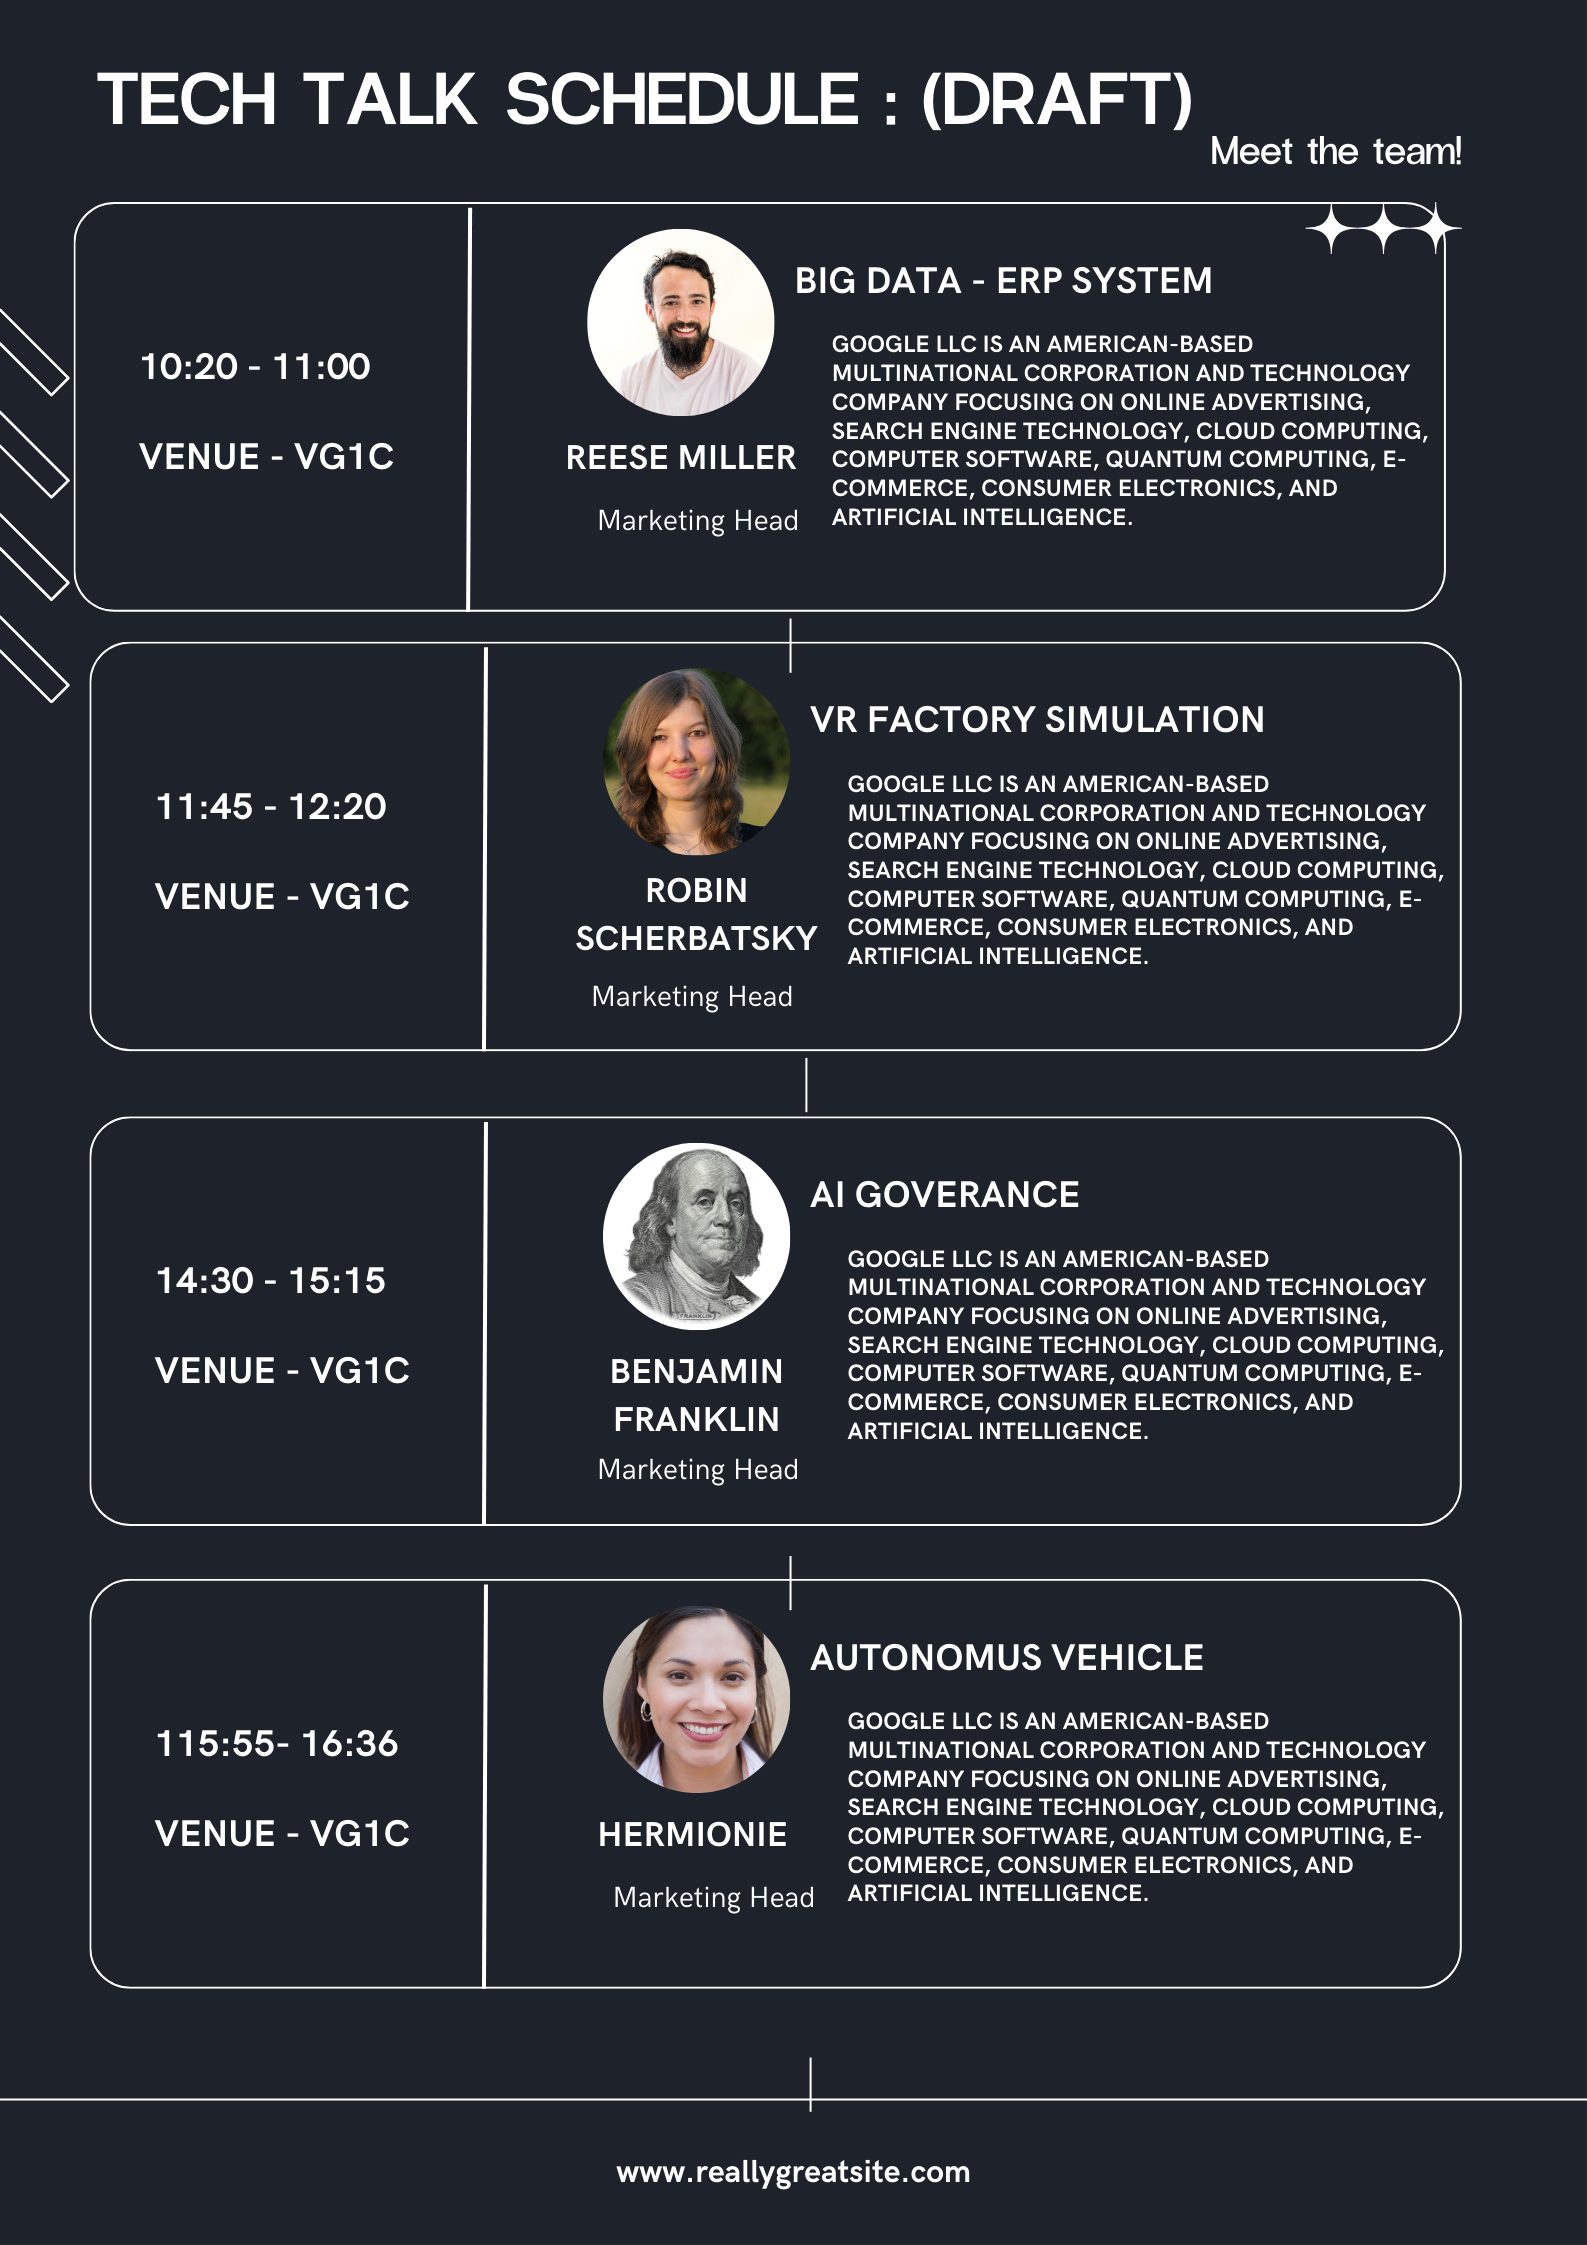 TECH TALK SCHEDULE : (DRAFT)
Meet the team!
10:20 - 11:00
VENUE - VG1C
REESE MILLER
Marketing Head
BIG DATA - ERP SYSTEM
GOOGLE LLC IS AN AMERICAN-BASED
MULTINATIONAL CORPORATION AND TECHNOLOGY
COMPANY FOCUSING ON ONLINE ADVERTISING,
SEARCH ENGINE TECHNOLOGY, CLOUD COMPUTING,
COMPUTER SOFTWARE, QUANTUM COMPUTING, E-
COMMERCE, CONSUMER ELECTRONICS, AND
ARTIFICIAL INTELLIGENCE.
11:45 - 12:20
VENUE - VG1C
ROBIN
SCHERBATSKY
Marketing Head
VR FACTORY SIMULATION
GOOGLE LLC IS AN AMERICAN-BASED
MULTINATIONAL CORPORATION AND TECHNOLOGY
COMPANY FOCUSING ON ONLINE ADVERTISING,
SEARCH ENGINE TECHNOLOGY, CLOUD COMPUTING,
COMPUTER SOFTWARE, QUANTUM COMPUTING, E-
COMMERCE, CONSUMER ELECTRONICS, AND
ARTIFICIAL INTELLIGENCE.
14:30 - 15:15
VENUE - VG1C
FRANKLIN
BENJAMIN
FRANKLIN
Marketing Head
AI GOVERANCE
GOOGLE LLC IS AN AMERICAN-BASED
MULTINATIONAL CORPORATION AND TECHNOLOGY
COMPANY FOCUSING ON ONLINE ADVERTISING,
SEARCH ENGINE TECHNOLOGY, CLOUD COMPUTING,
COMPUTER SOFTWARE, QUANTUM COMPUTING, E-
COMMERCE, CONSUMER ELECTRONICS, AND
ARTIFICIAL INTELLIGENCE.
115:55- 16:36
VENUE - VG1C
HERMIONIE
Marketing Head
AUTONOMUS VEHICLE
GOOGLE LLC IS AN AMERICAN-BASED
MULTINATIONAL CORPORATION AND TECHNOLOGY
COMPANY FOCUSING ON ONLINE ADVERTISING,
SEARCH ENGINE TECHNOLOGY, CLOUD COMPUTING,
COMPUTER SOFTWARE, QUANTUM COMPUTING, E-
COMMERCE, CONSUMER ELECTRONICS, AND
ARTIFICIAL INTELLIGENCE.
www.reallygreatsite.com